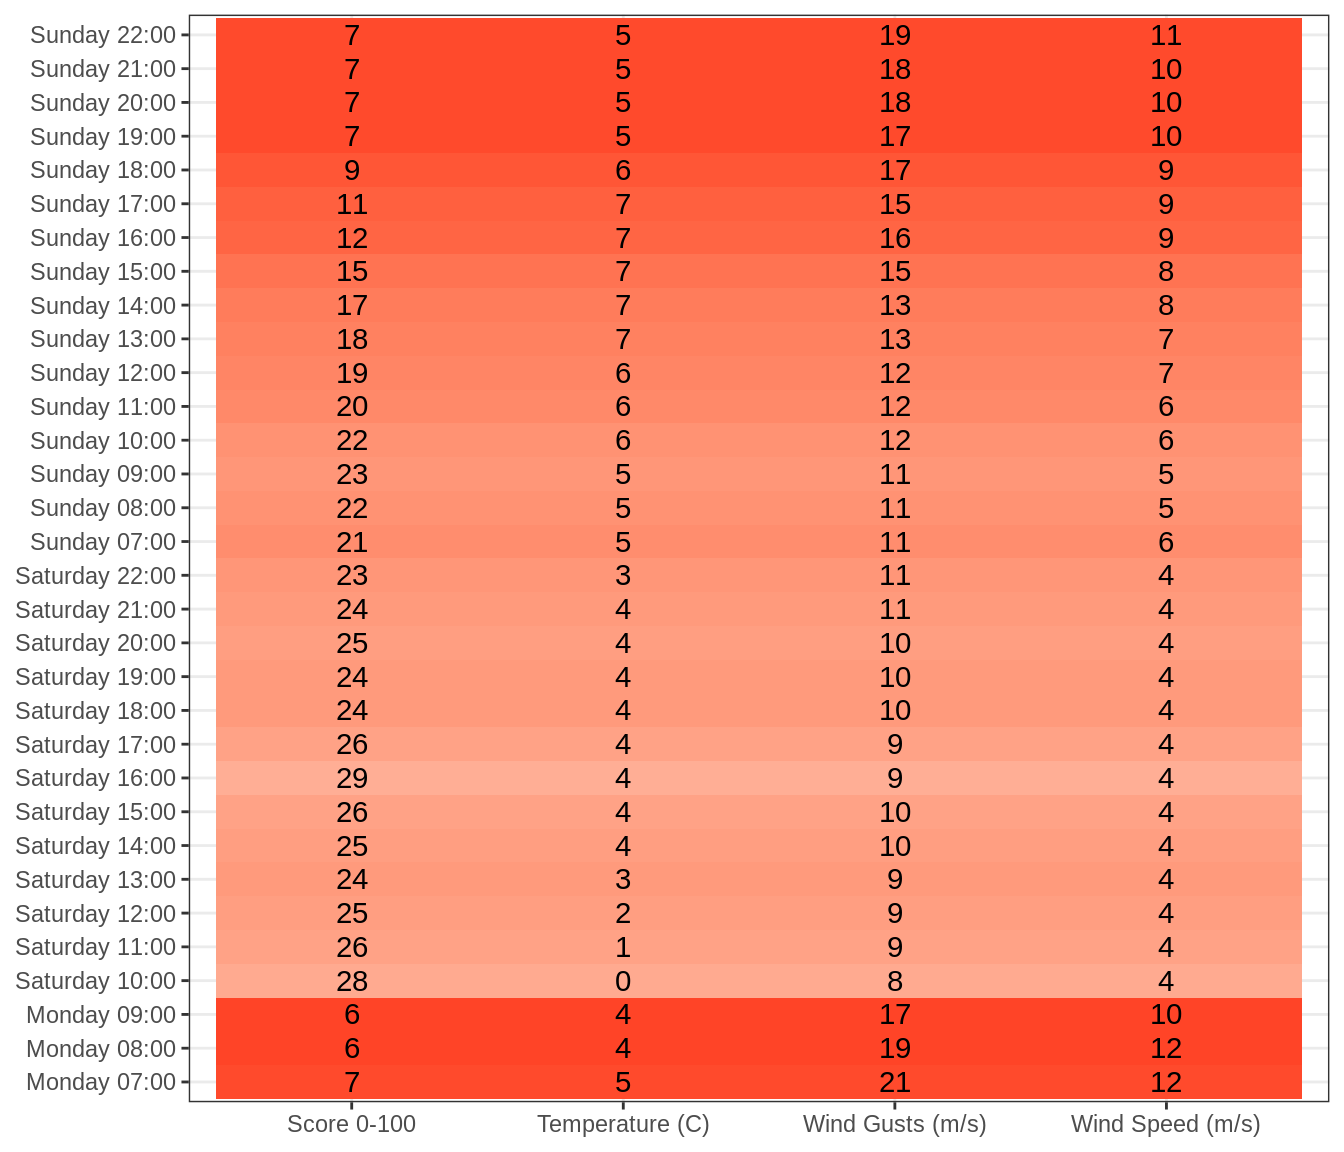 Sunday 22:00 7 5 19 11
Sunday 21:00 7 5 18 10
Sunday 20:00 7 5 18 10
Sunday 19:00 7 5 17 10
Sunday 18:00 9 6 17 9
Sunday 17:00 11 7 15 9
Sunday 16:00 12 7 16 9
Sunday 15:00 15 7 15 8
Sunday 14:00 17 7 13 8
Sunday 13:00 18 7 13 7
Sunday 12:00 19 6 12 7
Sunday 11:00 20 6 12 6
Sunday 10:00 22 6 12 6
Sunday 09:00 23 5 11 5
Sunday 08:00 22 5 11 5
Sunday 07:00 21 5 11 6
Saturday 22:00 23 3 11 4
Saturday 21:00 24 4 11 4
Saturday 20:00 25 4 10 4
Saturday 19:00 24 4 10 4
Saturday 18:00 24 4 10 4
Saturday 17:00 26 4 9 4
Saturday 16:00 29 4 9 4
Saturday 15:00 26 4 10 4
Saturday 14:00 25 4 10 4
Saturday 13:00 24 3 9 4
Saturday 12:00 25 2 9 4
Saturday 11:00 26 1 9 4
Saturday 10:00 28 0 8 4
Monday 09:00 6 4 17 10
Monday 08:00 6 4 19 12
Monday 07:00 7 5 21 12
Score 0-100 Temperature (C) Wind Gusts (m/s) Wind Speed (m/s)